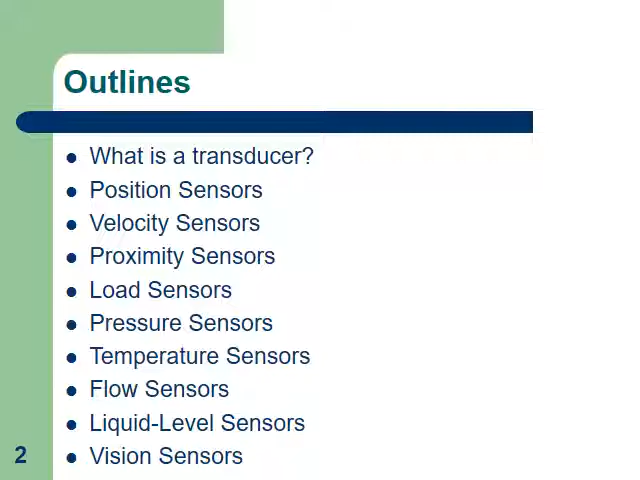 Outlines
What is a transducer?
Position Sensors
Velocity Sensors
Proximity Sensors
Load Sensors
Pressure Sensors
Temperature Sensors
Flow Sensors
Liquid-Level Sensors
Vision Sensors
2